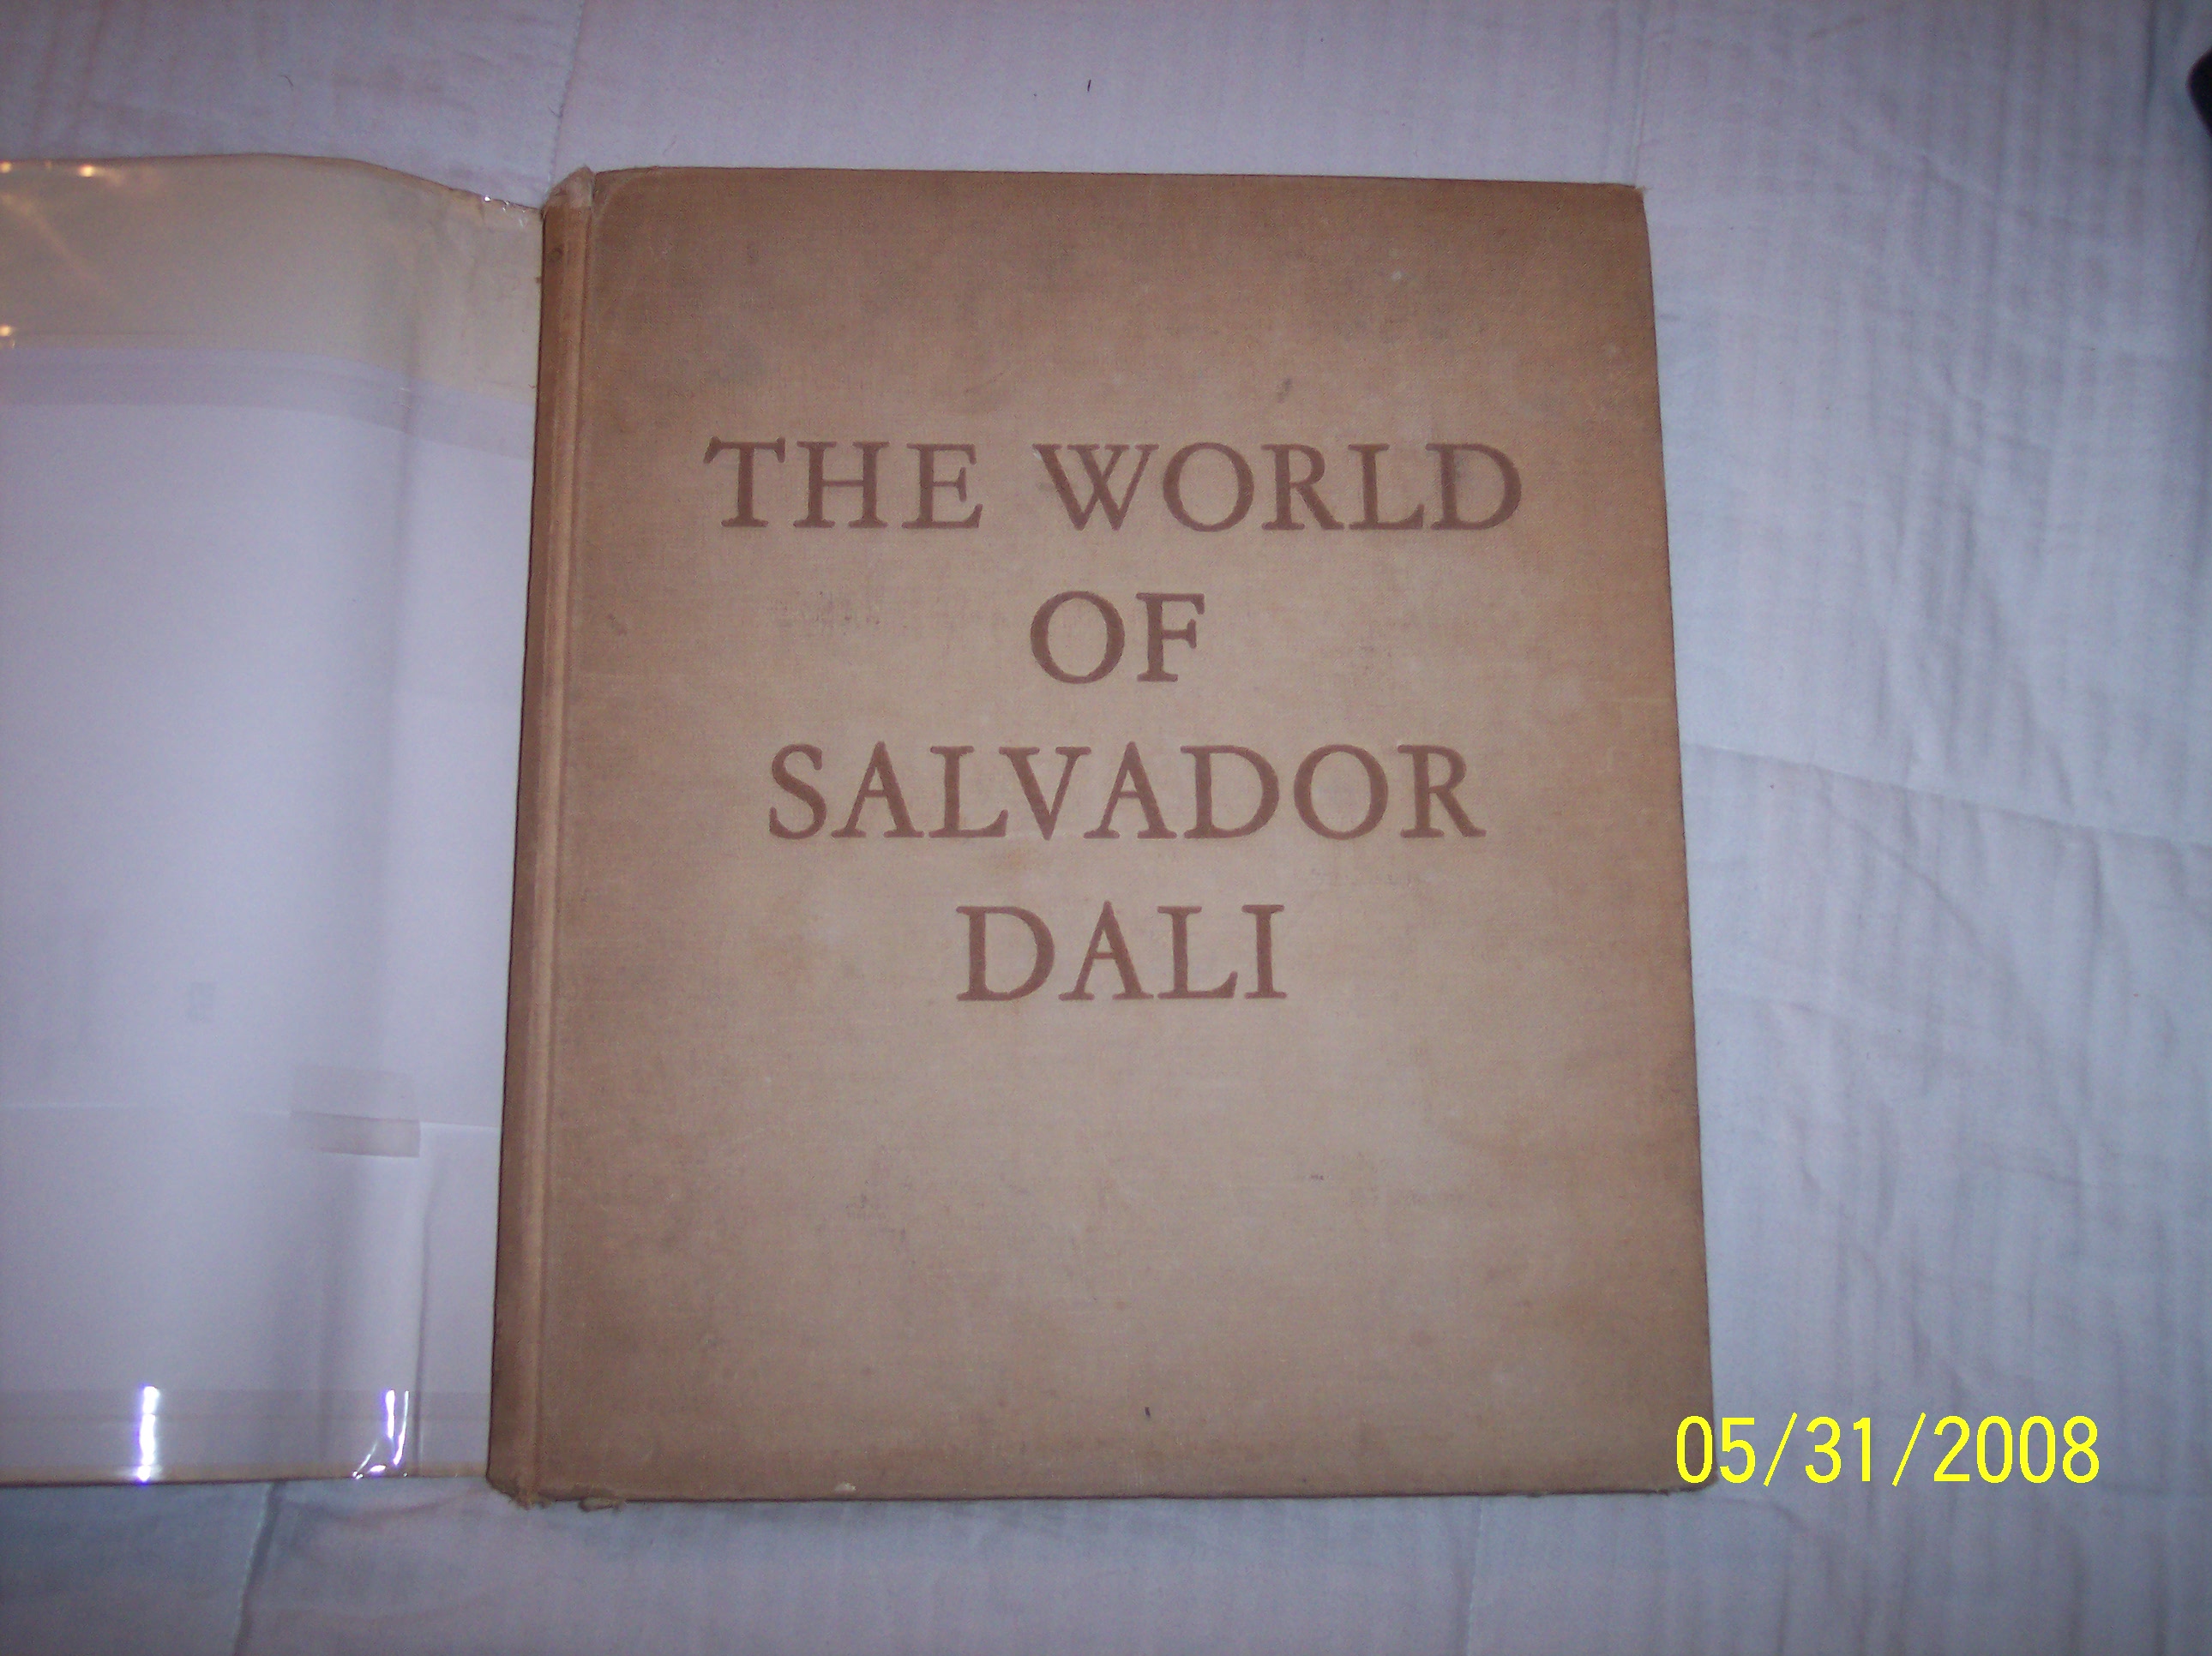 THE WORLD
OF
SALVADOR
DALI
05/31/2008